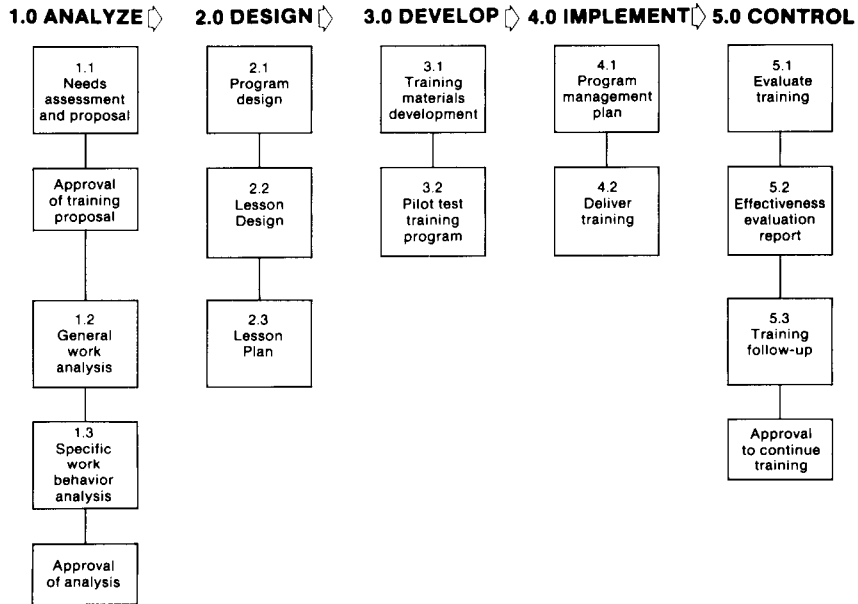 1.0 ANALYZE
2.0 DESIGN
3.0 DEVELOP
4.0 IMPLEMENT
5.0 CONTROL
1.1
Needs
assessment
and proposal
Approval
of training
proposal
1.2
General
work
analysis
1.3
Specific
work
behavior
analysis
Approval
of analysis
2.1
Program
design
2.2
Lesson
Design
2.3
Lesson
Plan
3.1
Training
materials
development
3.2
Pilot test
training
program
4.1
Program
management
plan
4.2
Deliver
training
5.1
Evaluate
training
5.2
Effectiveness
evaluation
report
5.3
Training
follow-up
Approval
to continue
training